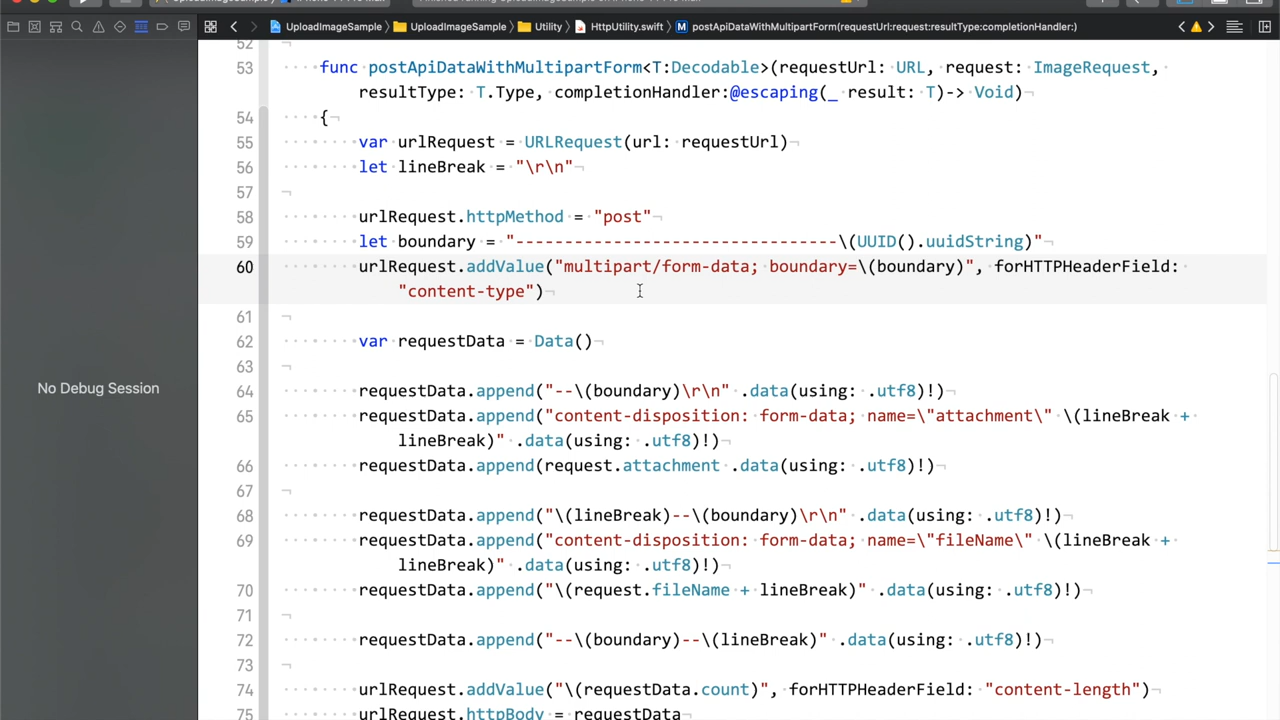 UploadImageSample
UploadImageSample
Utility
HttpUtility.swift
M
postApiDataWithMultipartForm(requestUrl:request:resultType:completionHandler:)
No Debug Session
52
53 func postApiDataWithMultipartForm<T:Decodable>(requestUrl: URL, request: ImageRequest,
resultType: T.Type, completionHandler:@escaping(_ result: T)-> Void)
54 {
55 var urlRequest = URLRequest(url: requestUrl)
56 let lineBreak = "\r\n"
57
58 urlRequest.httpMethod = "post"
59 let boundary = "---------------------------------\(UUID().uuidString)"
60 urlRequest.addValue("multipart/form-data; boundary=\(boundary)", forHTTPHeaderField:
"content-type")
61
62 var requestData = Data()
63
64 requestData.append("--\(boundary)\r\n" .data(using: .utf8)!)
65 requestData.append("content-disposition: form-data; name=\"attachment\" \(lineBreak +
lineBreak)" .data(using: .utf8)!)
66 requestData.append(request.attachment .data(using: .utf8)!)
67
68 requestData.append("\(lineBreak)--\(boundary)\r\n" .data(using: .utf8)!)
69 requestData.append("content-disposition: form-data; name=\"fileName\" \(lineBreak +
lineBreak)" .data(using: .utf8)!)
70 requestData.append("\(request.fileName + lineBreak)" .data(using: .utf8)!)
71
72 requestData.append("--\(boundary)--\(lineBreak)" .data(using: .utf8)!)
73
74 urlRequest.addValue("\(requestData.count)", forHTTPHeaderField: "content-length")
75 urlRequest.httpBody = requestData